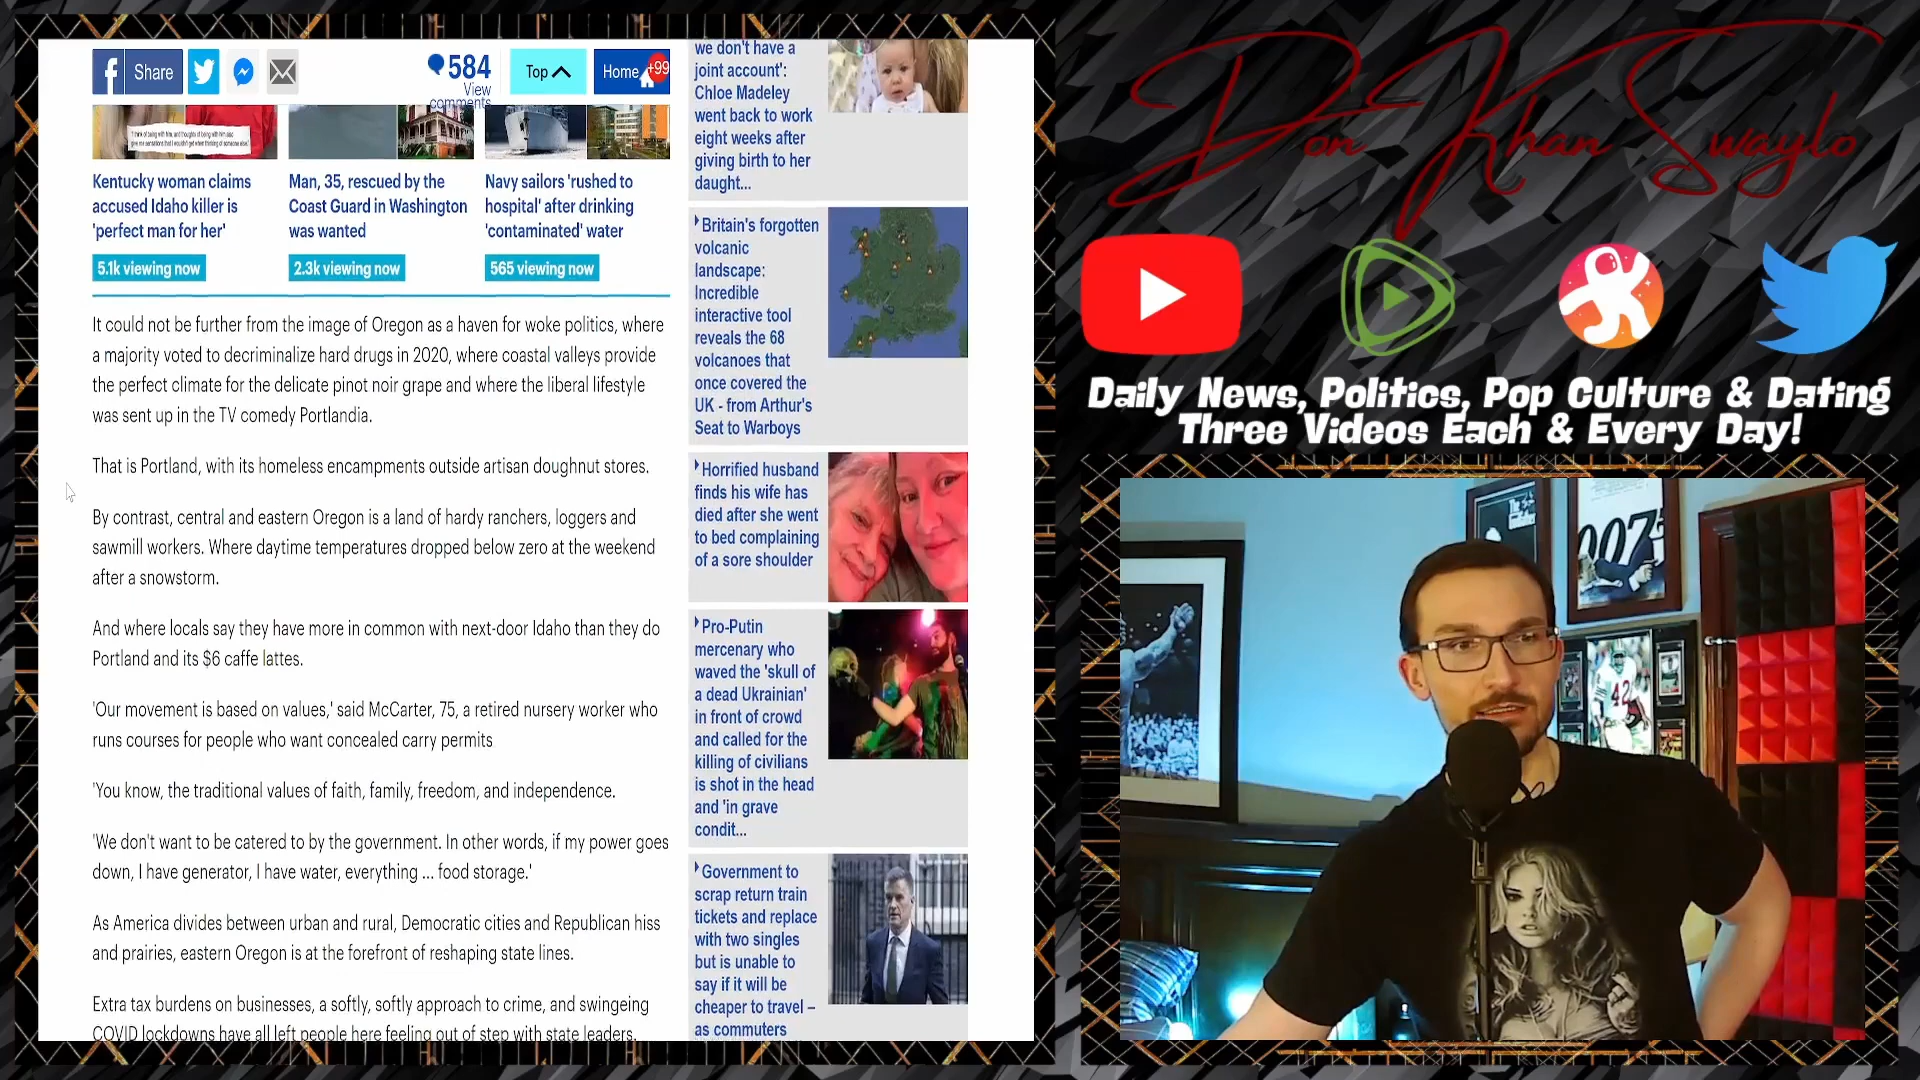 Share
584
View
comments
Top
Home
+99
Kentucky woman claims
accused Idaho killer is
'perfect man for her'
5.1k viewing now
Man, 35, rescued by the
Coast Guard in Washington
was wanted
2.3k viewing now
Navy sailors 'rushed to
hospital' after drinking
'contaminated' water
565 viewing now
It could not be further from the image of Oregon as a haven for woke politics, where
a majority voted to decriminalize hard drugs in 2020, where coastal valleys provide
the perfect climate for the delicate pinot noir grape and where the liberal lifestyle
was sent up in the TV comedy Portlandia.
That is Portland, with its homeless encampments outside artisan doughnut stores.
By contrast, central and eastern Oregon is a land of hardy ranchers, loggers and
sawmill workers. Where daytime temperatures dropped below zero at the weekend
after a snowstorm.
And where locals say they have more in common with next-door Idaho than they do
Portland and its $6 caffe lattes.
'Our movement is based on values,' said McCarter, 75, a retired nursery worker who
runs courses for people who want concealed carry permits
'You know, the traditional values of faith, family, freedom, and independence.
'We don't want to be catered to by the government. In other words, if my power goes
down, I have generator, I have water, everything ... food storage.'
As America divides between urban and rural, Democratic cities and Republican hiss
and prairies, eastern Oregon is at the forefront of reshaping state lines.
Extra tax burdens on businesses, a softly, softly approach to crime, and swingeing
COVID lockdowns have all left people here feeling out of step with state leaders.
we don't have a
joint account':
Chloe Madeley
went back to work
eight weeks after
giving birth to her
daught...
Britain's forgotten
volcanic
landscape:
Incredible
interactive tool
reveals the 68
volcanoes that
once covered the
UK - from Arthur's
Seat to Warboys
Horrified husband
finds his wife has
died after she went
to bed complaining
of a sore shoulder
Pro-Putin
mercenary who
waved the 'skull of
a dead Ukrainian'
in front of crowd
and called for the
killing of civilians
is shot in the head
and 'in grave
condit...
Government to
scrap return train
tickets and replace
with two singles
but is unable to
say if it will be
cheaper to travel –
as commuters
Don Khan Swaylo
Daily News, Politics, Pop Culture & Dating
Three Videos Each & Every Day!
007
42